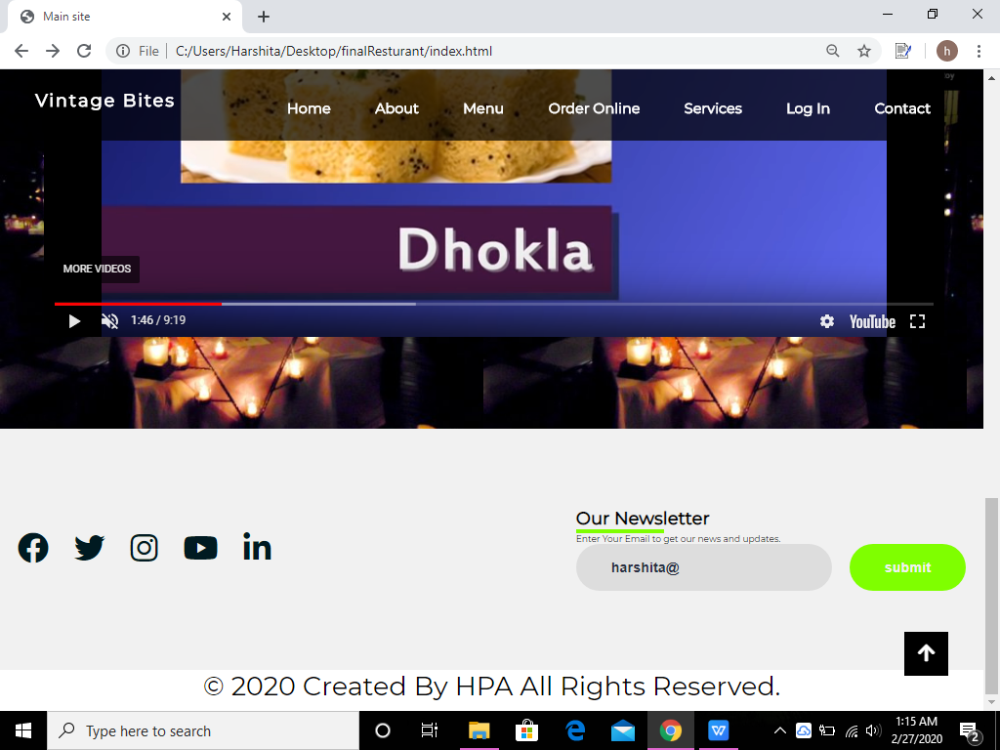 Main site
File C:/Users/Harshita/Desktop/finalResturant/index.html
h
Vintage Bites Home About Menu Order Online Services Log In Contact
Dhokla
MORE VIDEOS
1:46 / 9:19 YouTube
Our Newsletter
Enter Your Email to get our news and updates.
harshita@ submit
© 2020 Created By HPA All Rights Reserved.
Type here to search
1:15 AM
2/27/2020
2